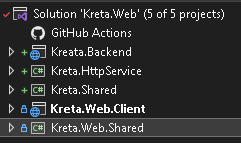 Solution 'Kreta.Web' (5 of 5 projects)
GitHub Actions
Kreata.Backend
C# Kreta.HttpService
C# Kreta.Shared
Kreta.Web.Client
C# Kreta.Web.Shared